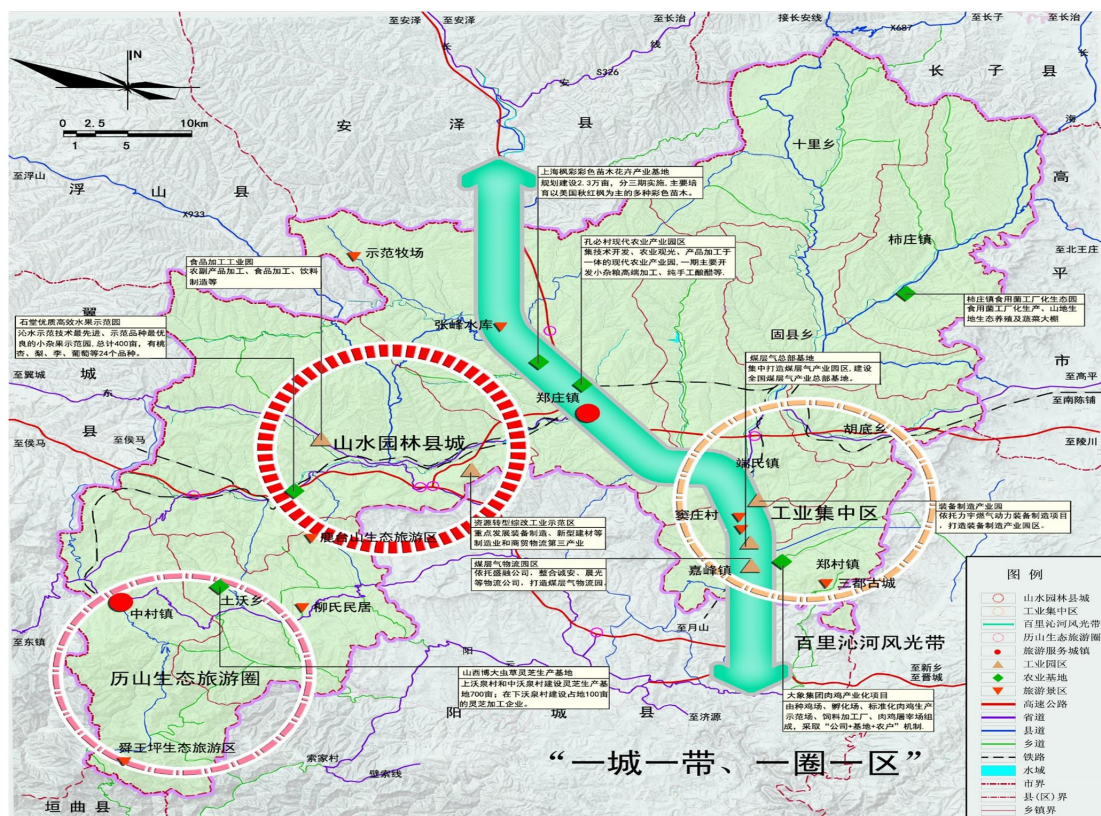 至安泽
至安泽
至长治
接长安线
至长子
至长治
X687
长
安
线
S326
长子县
安泽县
IN
0 2.5 10km
1 5
至浮山
浮山县
X933
十里乡
海
高平市
上海枫彩彩色苗木花卉产业基地
规划建设2.3万亩，分三期实施，主要培
育以美国秋红枫为主的多种彩色苗木。
柿庄镇
至北王庄
孔必村现代农业产业园区
集技术开发、农业观光、产品加工于
一体的现代农业产业园，一期主要开
发小杂粮高端加工、纯手工酿醋等.
示范牧场
食品加工工业园
农副产品加工、食品加工、饮料
制造等
柿庄镇食用菌工厂化生态园
食用菌工厂化生产、山地生
地生态养殖及蔬菜大棚
翼城县
石堂优质高效水果示范园
沁水示范技术最先进、示范品种最优
良的小杂果示范园，总计400亩，有桃
杏、梨、李、葡萄等24个品种。
张峰水库
固县乡
煤层气总部基地
集中打造煤层气产业园区，建设
全国煤层气产业总部基地。
至翼城
东
至高平
至南陈铺
郑庄镇
胡底乡
至侯马
至侯马
山水园林县城
至陵川
端氏镇
装备制造产业园
依托力宇燃气动力装备制造项目
，打造装备制造产业园区。
窦庄村
工业集中区
资源转型综改工业示范区
重点发展装备制造、新型建材等
制造业和商贸物流第三产业
鹿台山生态旅游区
煤层气物流园区
依托盛融公司，整合诚安、晨光
等物流公司，打造煤层气物流园。
嘉峰镇
郑村镇
三都古城
土沃乡
中村镇
柳氏民居
至东镇
至月山
百里沁河风光带
阳
云
至新乡
至晋城
历山生态旅游圈
山西博大虫草灵芝生产基地
上沃泉村和中沃泉村建设灵芝生产基
地700亩；在下沃泉村建设占地100亩
的灵芝加工企业。
大象集团肉鸡产业化项目
由种鸡场、孵化场、标准化肉鸡生产
示范场、饲料加工厂、肉鸡屠宰场组
成，采取“公司+基地+农户”机制.
阳城县
至济源
舜王坪生态旅游区
索家村
壁索线
垣曲县
“一城一带、一圈一区”
图例
山水园林县城
工业集中区
百里沁河风光带
历山生态旅游圈
旅游服务城镇
工业园区
农业基地
旅游景区
高速公路
省道
县道
乡道
铁路
水域
市界
县(区)界
乡镇界